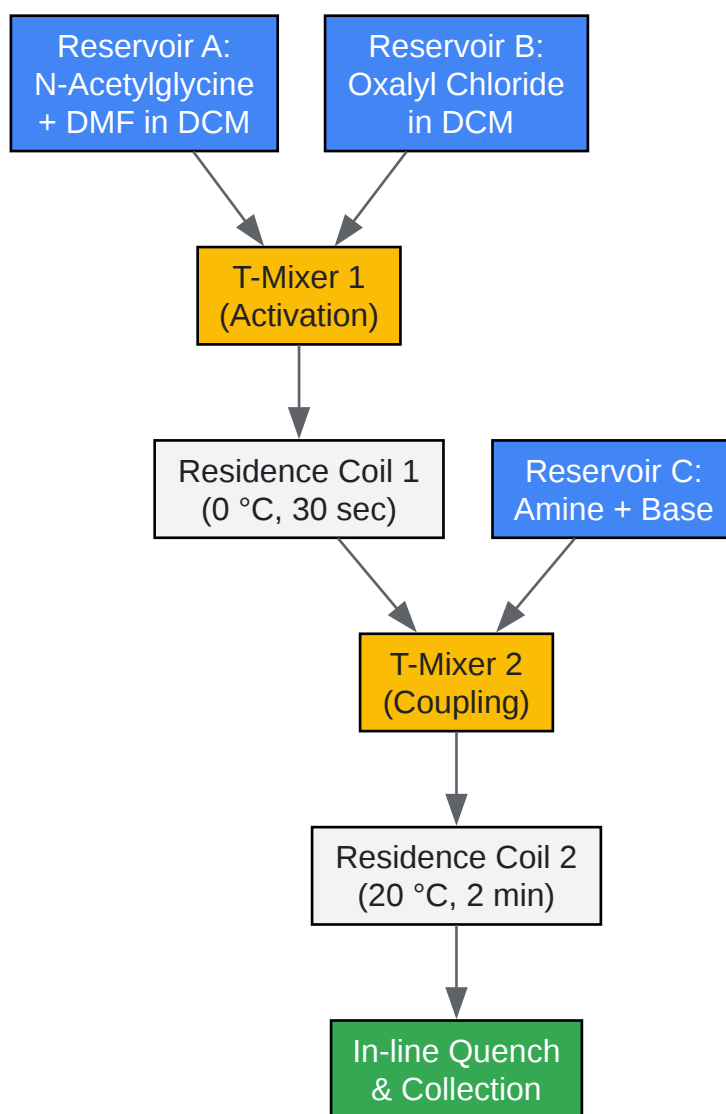 Reservoir A:
N-Acetylglycine
+ DMF in DCM
Reservoir B:
Oxalyl Chloride
in DCM
T-Mixer 1
(Activation)
Residence Coil 1
(0 °C, 30 sec)
Reservoir C:
Amine + Base
T-Mixer 2
(Coupling)
Residence Coil 2
(20 °C, 2 min)
In-line Quench
& Collection